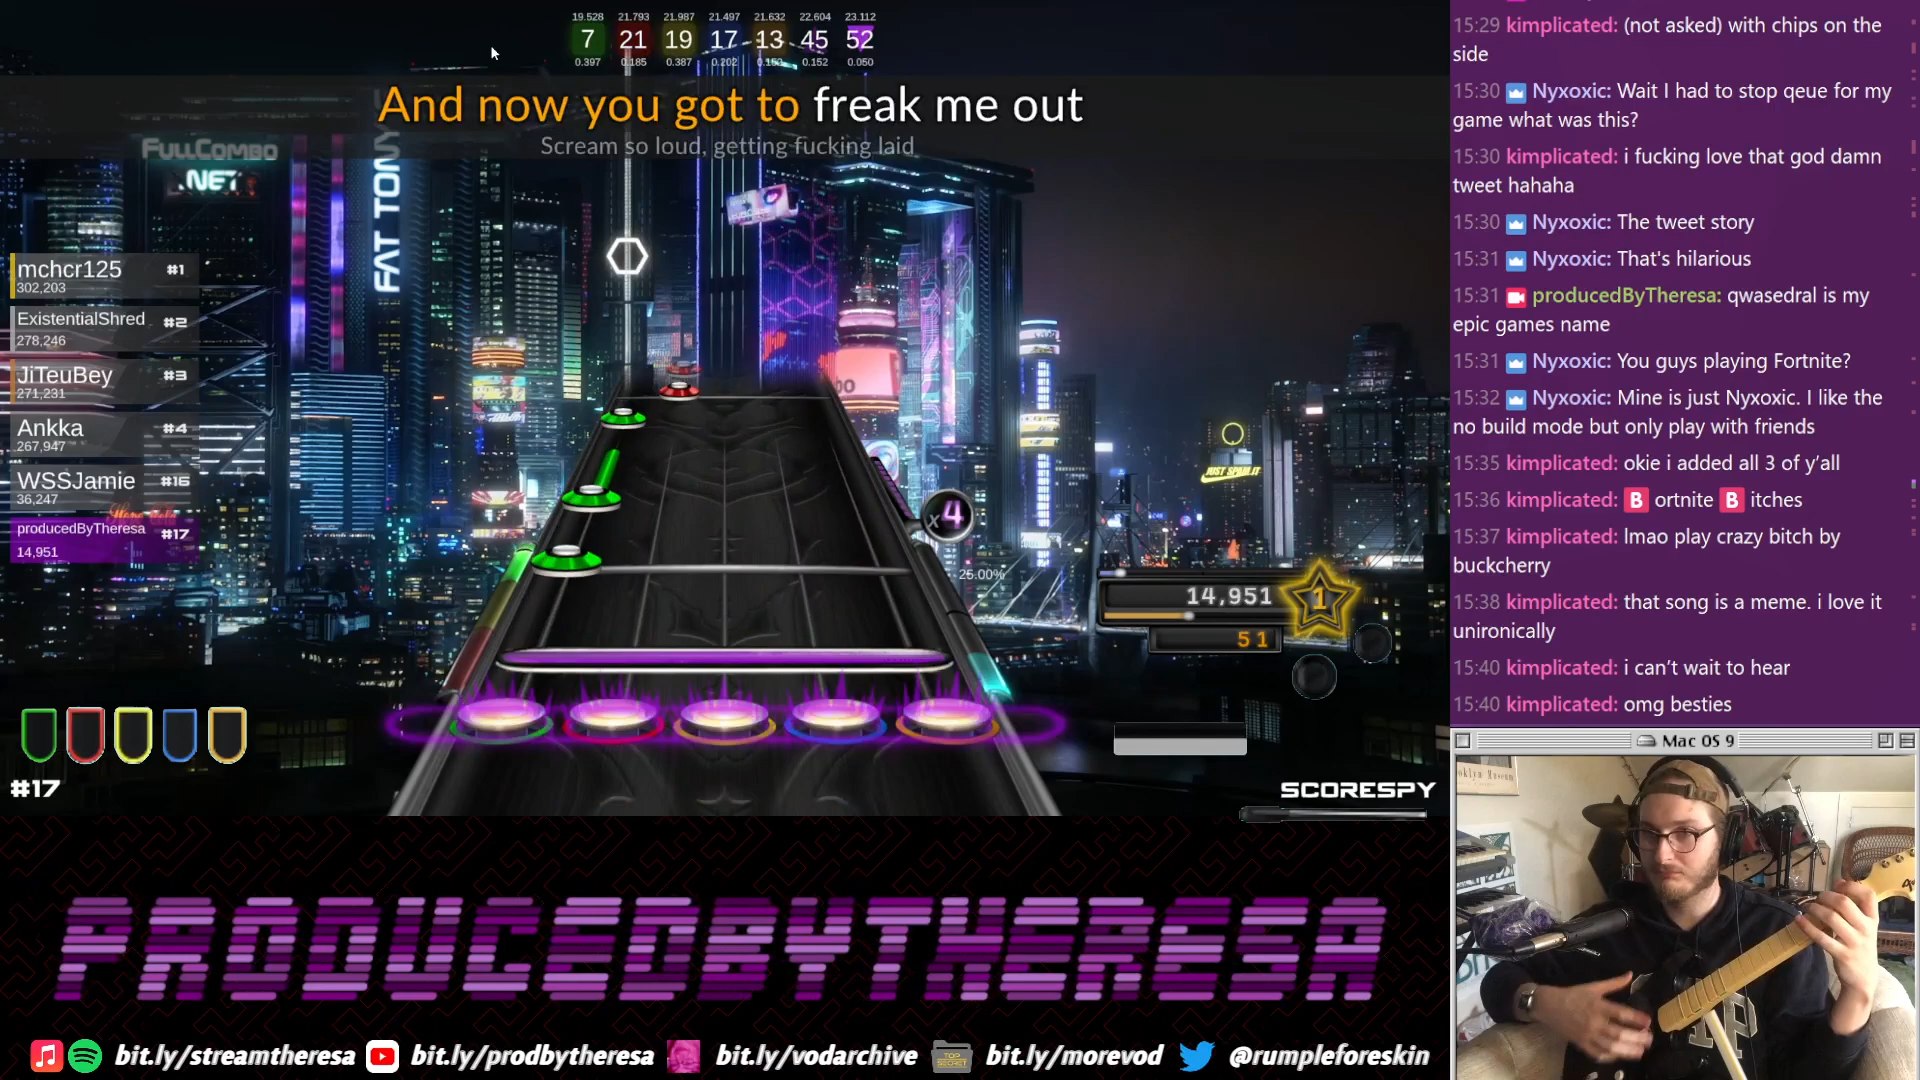 19.528 21.793 21.987 21.497 21.632 22.604 23.112
7 21 19 17 13 45 52
0.397 0.185 0.387 0.202 0.152 0.152 0.050
And now you got to freak me out
Scream so loud, getting fucking laid
FULLCOMBO
.NET
FAT TONY
mchcr125 #1
302,203
ExistentialShred #2
278,246
JiTeuBey #3
271,231
Ankka #4
267,947
WSSJamie #16
36,247
producedByTheresa #17
14,951
#17
x4
25.00%
JUST SPAM IT
14,951
1
51
SCORESPY
PRODUCEDBYTHERESA
bit.ly/streamtheresa bit.ly/prodbytheresa bit.ly/vodarchive TOP SECRET bit.ly/morevod @rumpleforeskin
15:29 kimplicated: (not asked) with chips on the
side
15:30 Nyxoxic: Wait I had to stop qeue for my
game what was this?
15:30 kimplicated: i fucking love that god damn
tweet hahaha
15:30 Nyxoxic: The tweet story
15:31 Nyxoxic: That's hilarious
15:31 producedByTheresa: qwasedral is my
epic games name
15:31 Nyxoxic: You guys playing Fortnite?
15:32 Nyxoxic: Mine is just Nyxoxic. I like the
no build mode but only play with friends
15:35 kimplicated: okie i added all 3 of y'all
15:36 kimplicated: B ortnite B itches
15:37 kimplicated: lmao play crazy bitch by
buckcherry
15:38 kimplicated: that song is a meme. i love it
unironically
15:40 kimplicated: i can't wait to hear
15:40 kimplicated: omg besties
Mac OS 9